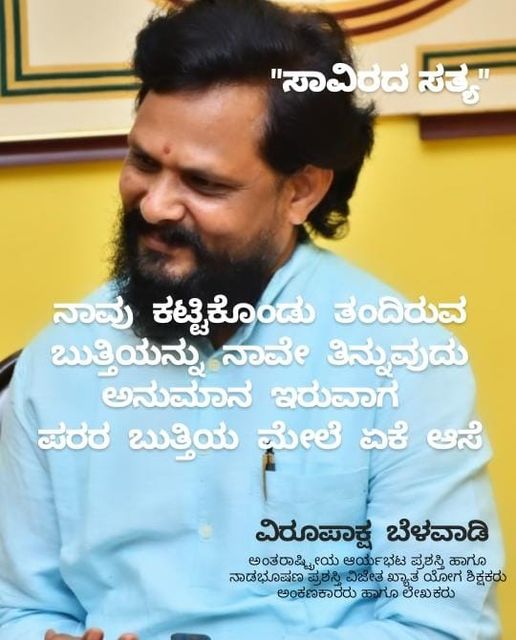 "ಸಾವಿರದ ಸತ್ಯ"
ನಾವು ಕಟ್ಟಿಕೊಂಡು ತಂದಿರುವ
ಬುತ್ತಿಯನ್ನು ನಾವೇ ತಿನ್ನುವುದು
ಅನುಮಾನ ಇರುವಾಗ
ಪರರ ಬುತ್ತಿಯ ಮೇಲೆ ಏಕೆ ಆಸೆ
ವಿರೂಪಾಕ್ಷ ಬೆಳವಾಡಿ
ಅಂತರಾಷ್ಟ್ರೀಯ ಆರ್ಯಭಟ ಪ್ರಶಸ್ತಿ ಹಾಗೂ
ನಾಡಭೂಷಣ ಪ್ರಶಸ್ತಿ ವಿಜೇತ ಖ್ಯಾತ ಯೋಗ ಶಿಕ್ಷಕರು
ಅಂಕಣಕಾರರು ಹಾಗೂ ಲೇಖಕರು